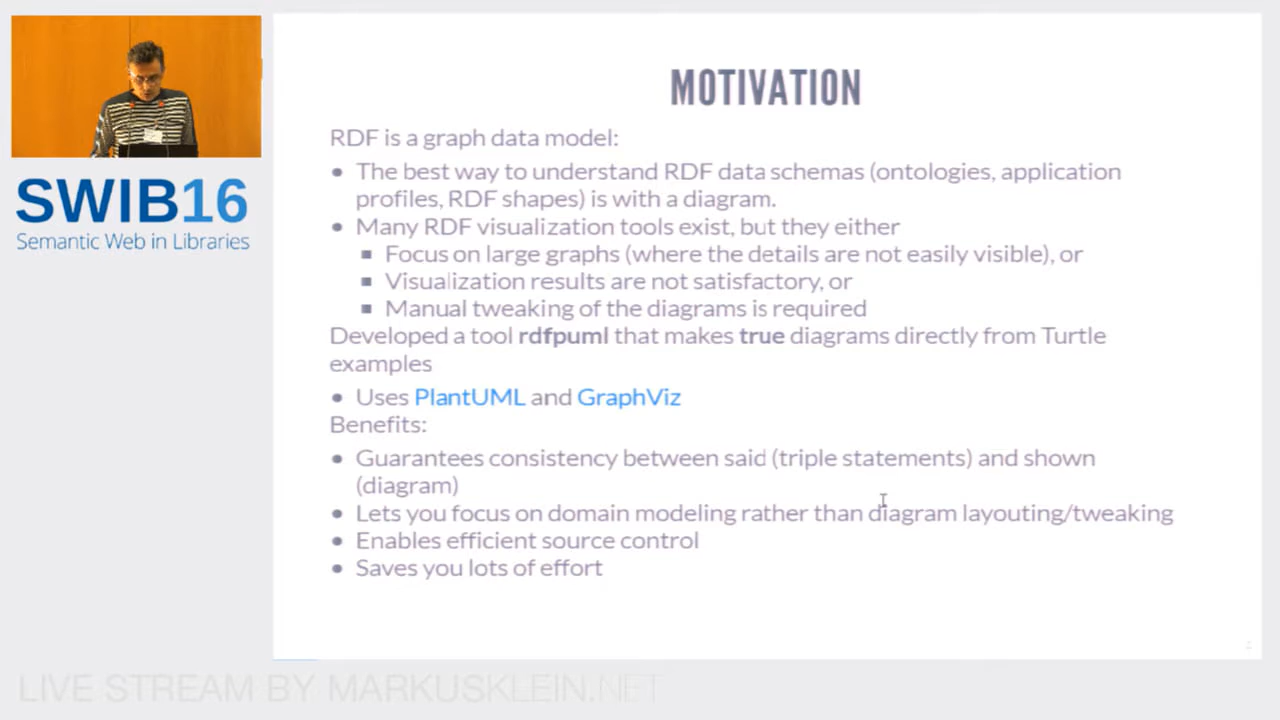 SWIB16
Semantic Web in Libraries
MOTIVATION
RDF is a graph data model:
• The best way to understand RDF data schemas (ontologies, application
profiles, RDF shapes) is with a diagram.
• Many RDF visualization tools exist, but they either
▪ Focus on large graphs (where the details are not easily visible), or
▪ Visualization results are not satisfactory, or
▪ Manual tweaking of the diagrams is required
Developed a tool rdfpuml that makes true diagrams directly from Turtle
examples
• Uses PlantUML and GraphViz
Benefits:
• Guarantees consistency between said (triple statements) and shown
(diagram)
• Lets you focus on domain modeling rather than diagram layouting/tweaking
• Enables efficient source control
• Saves you lots of effort
LIVE STREAM BY MARKUSKLEIN.NET